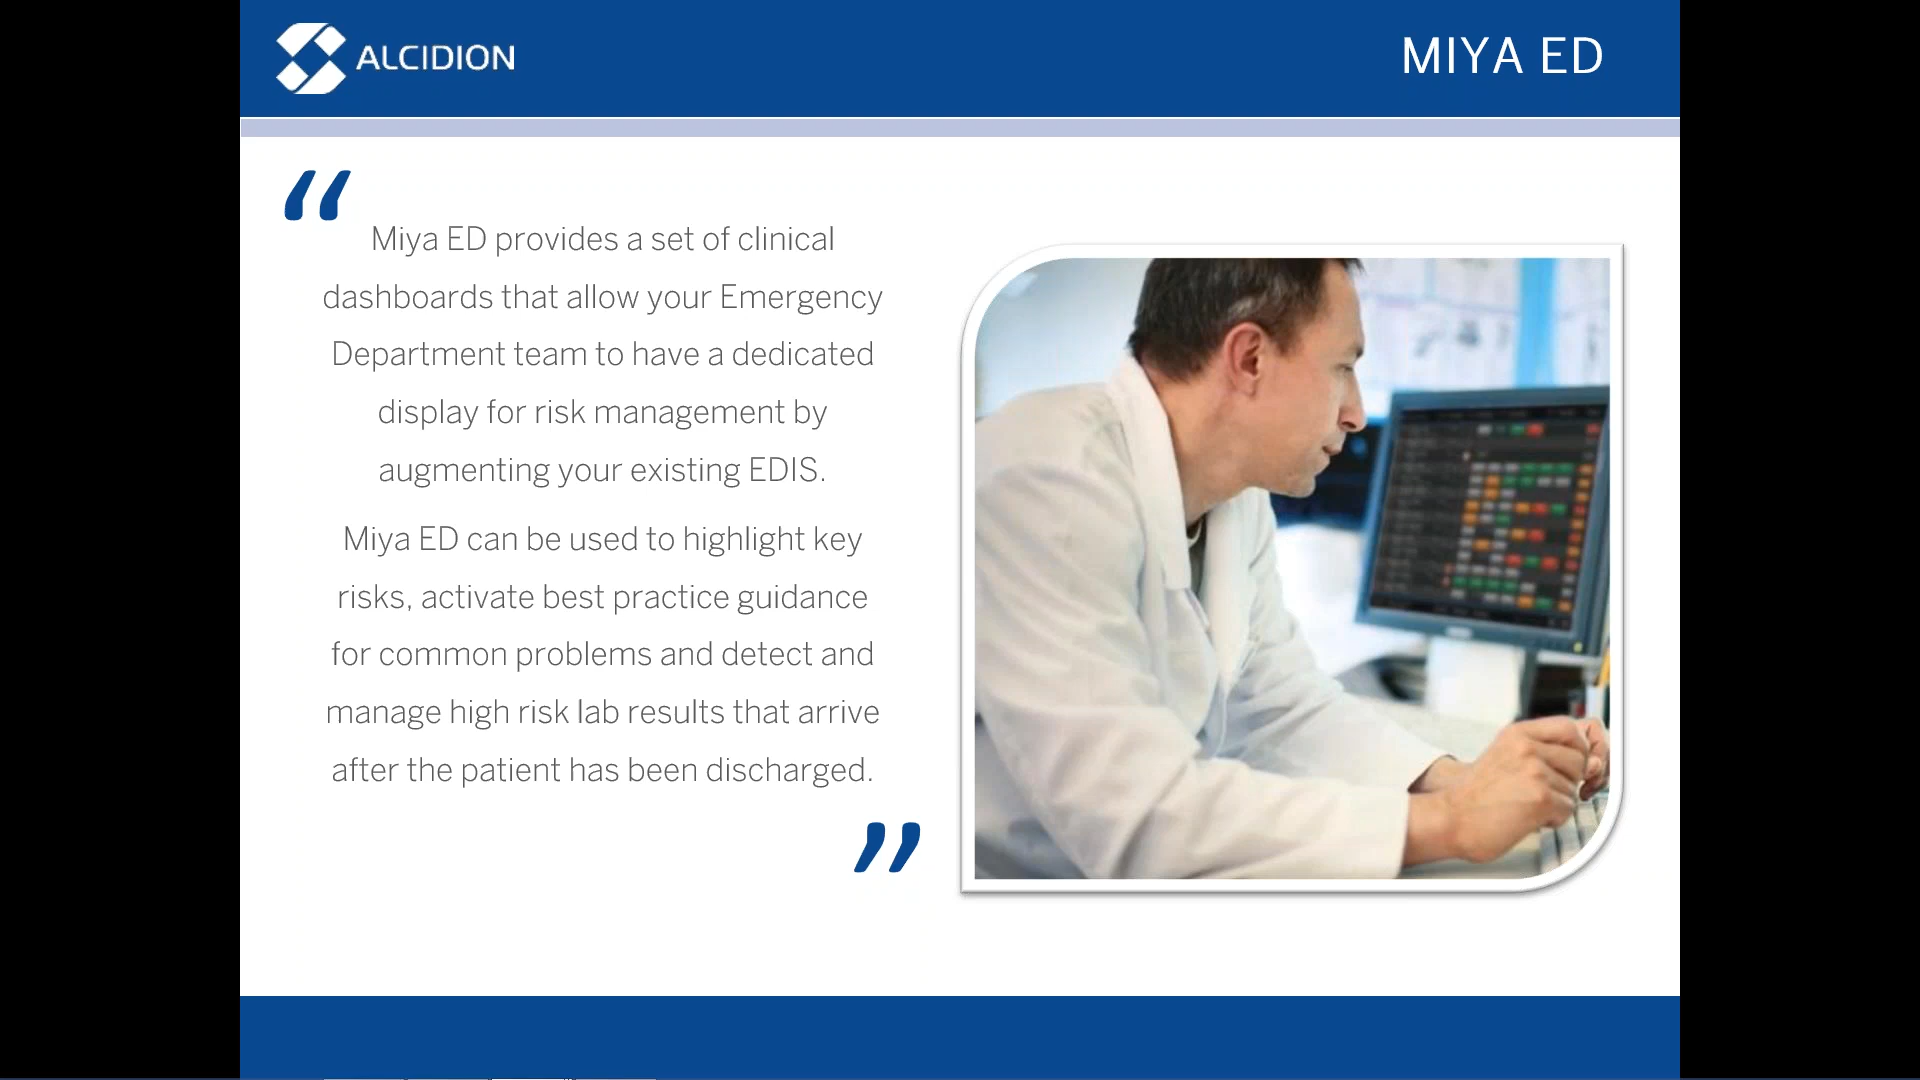 ALCIDION
MIYA ED
“
Miya ED provides a set of clinical
dashboards that allow your Emergency
Department team to have a dedicated
display for risk management by
augmenting your existing EDIS.
Miya ED can be used to highlight key
risks, activate best practice guidance
for common problems and detect and
manage high risk lab results that arrive
after the patient has been discharged.
”